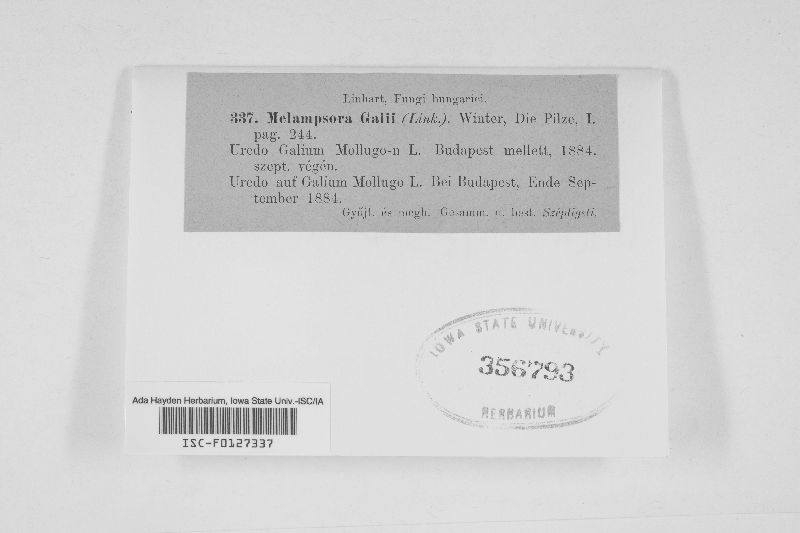 Linhart, Fungi hungarici.
337. Melampsora Galii (Link.). Winter, Die Pilze, I.
pag. 244.
Uredo Galium Mollugo-n L. Budapest mellett, 1884.
szept. végén.
Uredo auf Galium Mollugo L. Bei Budapest, Ende Sep-
tember 1884.
Gyüjt. és megh. Gesamm. u. best. Szépligeti.
IOWA STATE UNIVERSITY
356793
HERBARIUM
Ada Hayden Herbarium, Iowa State Univ.-ISC/IA
ISC-F0127337